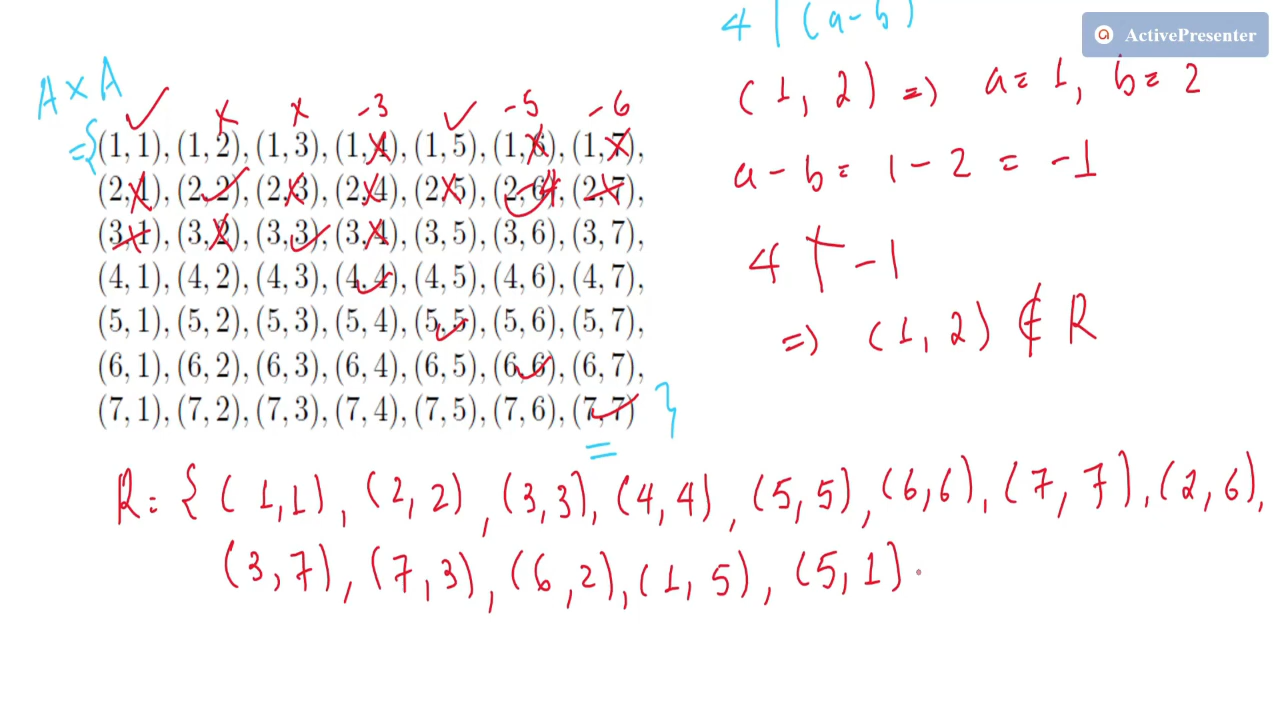 4 | (a-b)
ActivePresenter
A × A
(1, 2) => a = 1, b = 2
✓ × × -3 ✓ -5 -6
={(1, 1), (1, 2), (1, 3), (1, 4), (1, 5), (1, 6), (1, 7),
a - b = 1 - 2 = -1
(2, 1), (2, 2), (2, 3), (2, 4), (2, 5), (2, 6), (2, 7),
-4
(3, 1), (3, 2), (3, 3), (3, 4), (3, 5), (3, 6), (3, 7),
4 ∤ -1
(4, 1), (4, 2), (4, 3), (4, 4), (4, 5), (4, 6), (4, 7),
(5, 1), (5, 2), (5, 3), (5, 4), (5, 5), (5, 6), (5, 7),
=> (1, 2) ∉ R
(6, 1), (6, 2), (6, 3), (6, 4), (6, 5), (6, 6), (6, 7),
(7, 1), (7, 2), (7, 3), (7, 4), (7, 5), (7, 6), (7, 7) }
=
R = { (1,1), (2, 2), (3, 3), (4, 4), (5, 5), (6,6), (7, 7), (2, 6),
(3, 7), (7, 3), (6, 2), (1, 5), (5, 1)